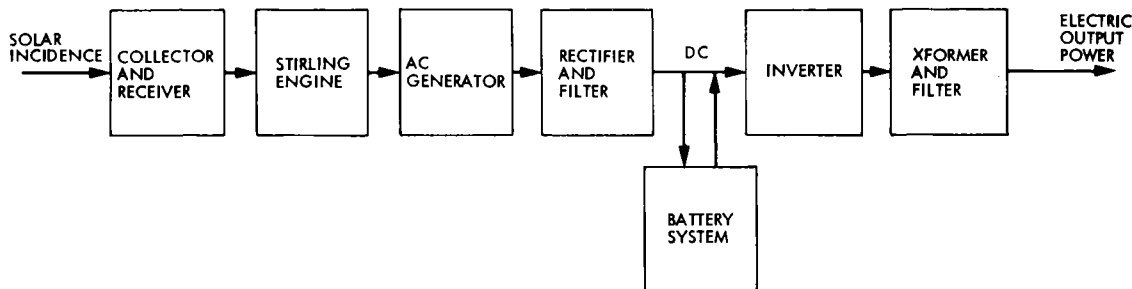 SOLAR
INCIDENCE
COLLECTOR
AND
RECEIVER
STIRLING
ENGINE
AC
GENERATOR
RECTIFIER
AND
FILTER
DC
INVERTER
XFORMER
AND
FILTER
ELECTRIC
OUTPUT
POWER
BATTERY
SYSTEM